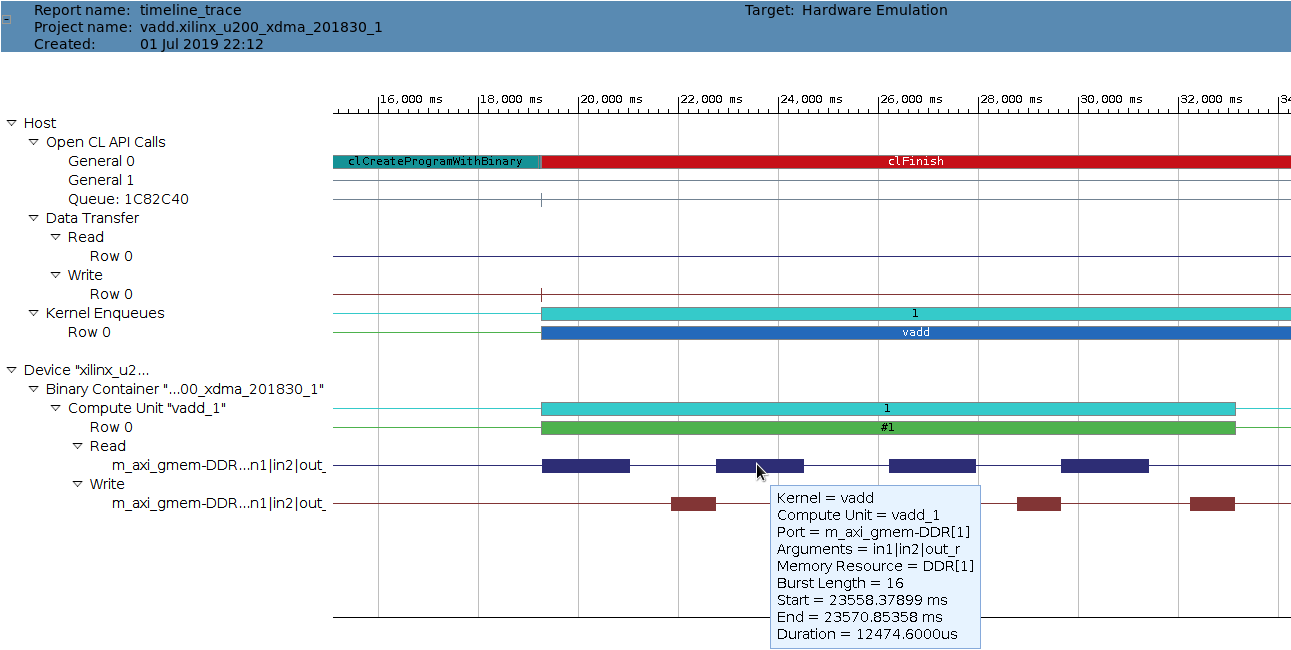 Report name: timeline_trace
Target: Hardware Emulation
Project name: vadd.xilinx_u200_xdma_201830_1
Created: 01 Jul 2019 22:12
16,000 ms 18,000 ms 20,000 ms 22,000 ms 24,000 ms 26,000 ms 28,000 ms 30,000 ms 32,000 ms 34
Host
Open CL API Calls
General 0 clCreateProgramWithBinary clFinish
General 1
Queue: 1C82C40
Data Transfer
Read
Row 0
Write
Row 0
Kernel Enqueues 1
Row 0 vadd
Device "xilinx_u2...
Binary Container "...00_xdma_201830_1"
Compute Unit "vadd_1" 1
Row 0 #1
Read
m_axi_gmem-DDR...n1|in2|out_
Write
m_axi_gmem-DDR...n1|in2|out_
Kernel = vadd
Compute Unit = vadd_1
Port = m_axi_gmem-DDR[1]
Arguments = in1|in2|out_r
Memory Resource = DDR[1]
Burst Length = 16
Start = 23558.37899 ms
End = 23570.85358 ms
Duration = 12474.6000us